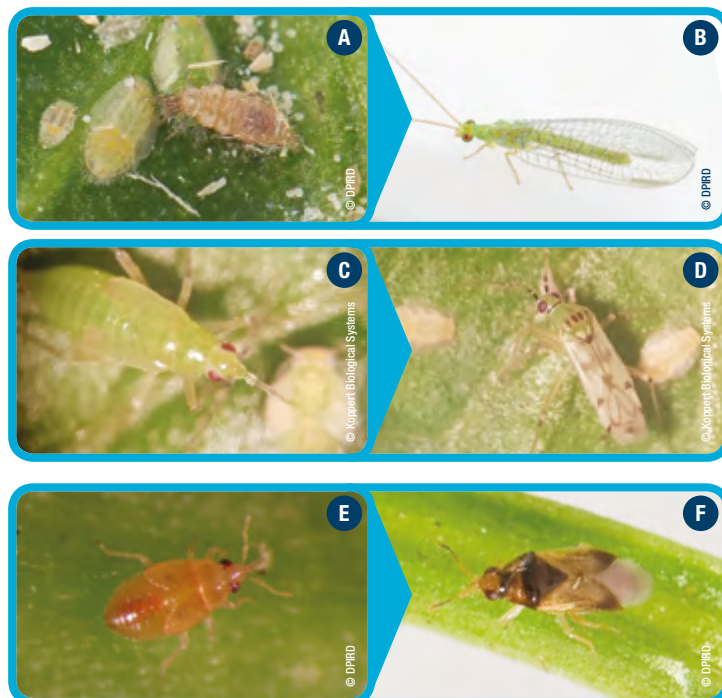 A
© DPIRD
B
© DPIRD
C
© Koppert Biological Systems
D
© Koppert Biological Systems
E
© DPIRD
F
© DPIRD